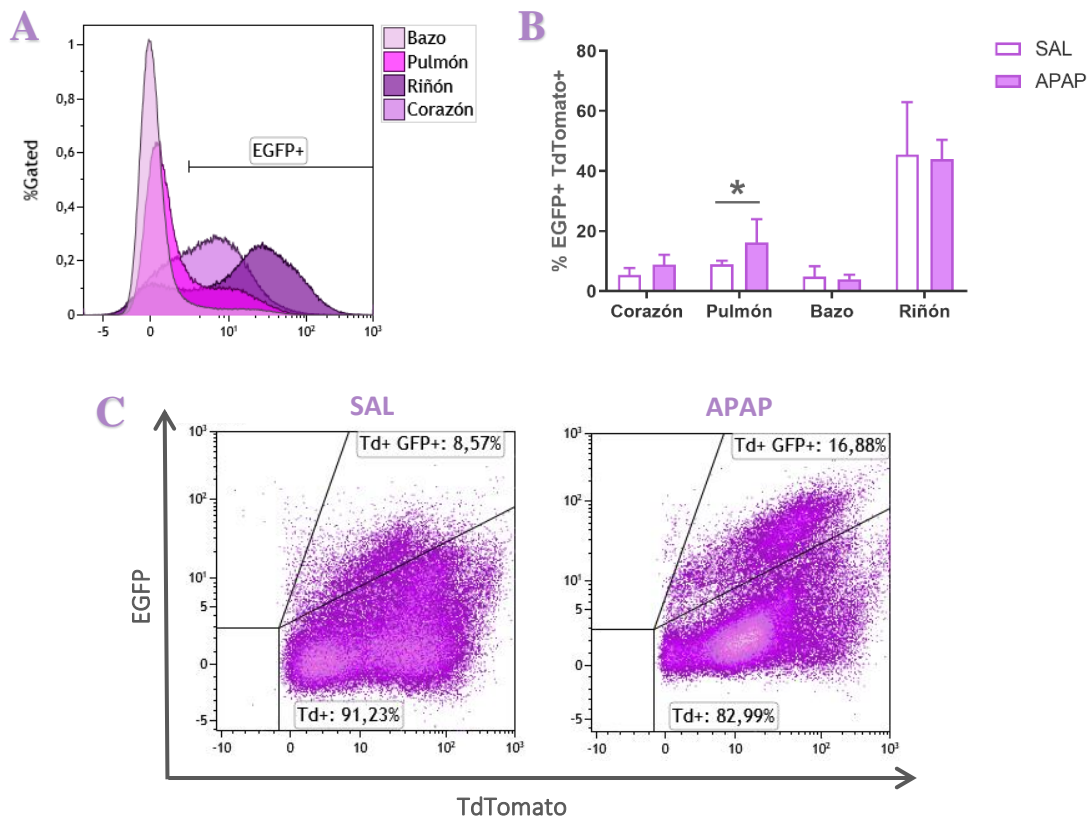 A
Bazo
Pulmón
Riñón
Corazón
EGFP+
%Gated
1
0,8
0,6
0,4
0,2
0
-5
0
10¹
10²
10³
B
SAL
APAP
% EGFP+ TdTomato+
80
60
40
20
0
*
Corazón
Pulmón
Bazo
Riñón
C
SAL
APAP
EGFP
Td+ GFP+: 8,57%
10³
10²
10¹
5
0
-5
Td+: 91,23%
-10
0
10
10²
10³
Td+ GFP+: 16,88%
10³
10²
10¹
5
0
-5
Td+: 82,99%
-10
0
10
10²
10³
TdTomato